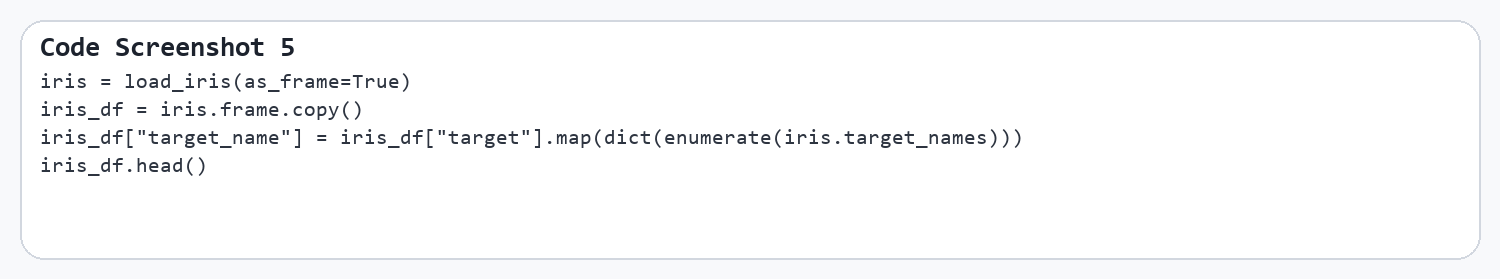 Code Screenshot 5
iris = load_iris(as_frame=True)
iris_df = iris.frame.copy()
iris_df["target_name"] = iris_df["target"].map(dict(enumerate(iris.target_names)))
iris_df.head()